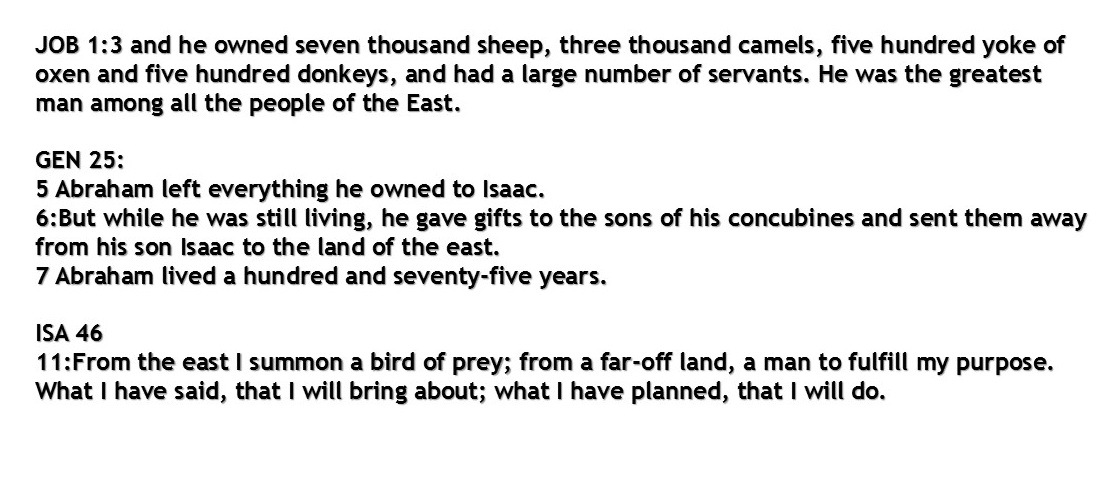 JOB 1:3 and he owned seven thousand sheep, three thousand camels, five hundred yoke of
oxen and five hundred donkeys, and had a large number of servants. He was the greatest
man among all the people of the East.
GEN 25:
5 Abraham left everything he owned to Isaac.
6:But while he was still living, he gave gifts to the sons of his concubines and sent them away
from his son Isaac to the land of the east.
7 Abraham lived a hundred and seventy-five years.
ISA 46
11:From the east I summon a bird of prey; from a far-off land, a man to fulfill my purpose.
What I have said, that I will bring about; what I have planned, that I will do.